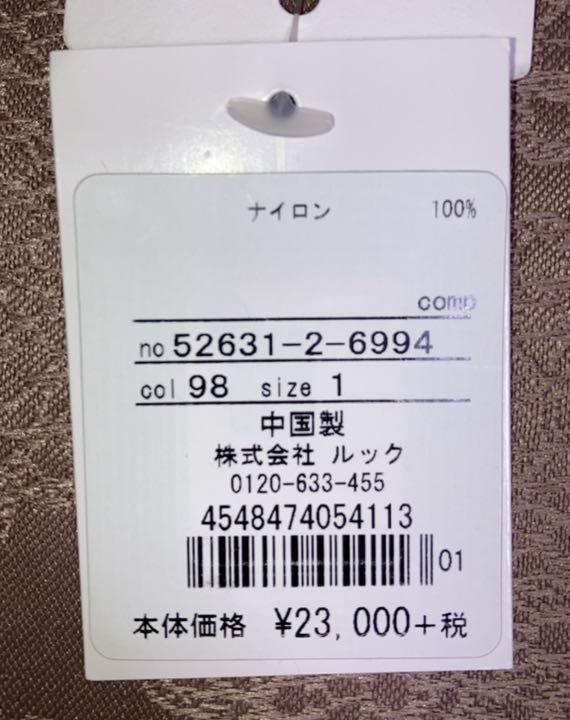 ナイロン 100%
comp
no 52631-2-6994
col 98 size 1
中国製
株式会社 ルック
0120-633-455
4548474054113
01
本体価格 ¥23,000+税